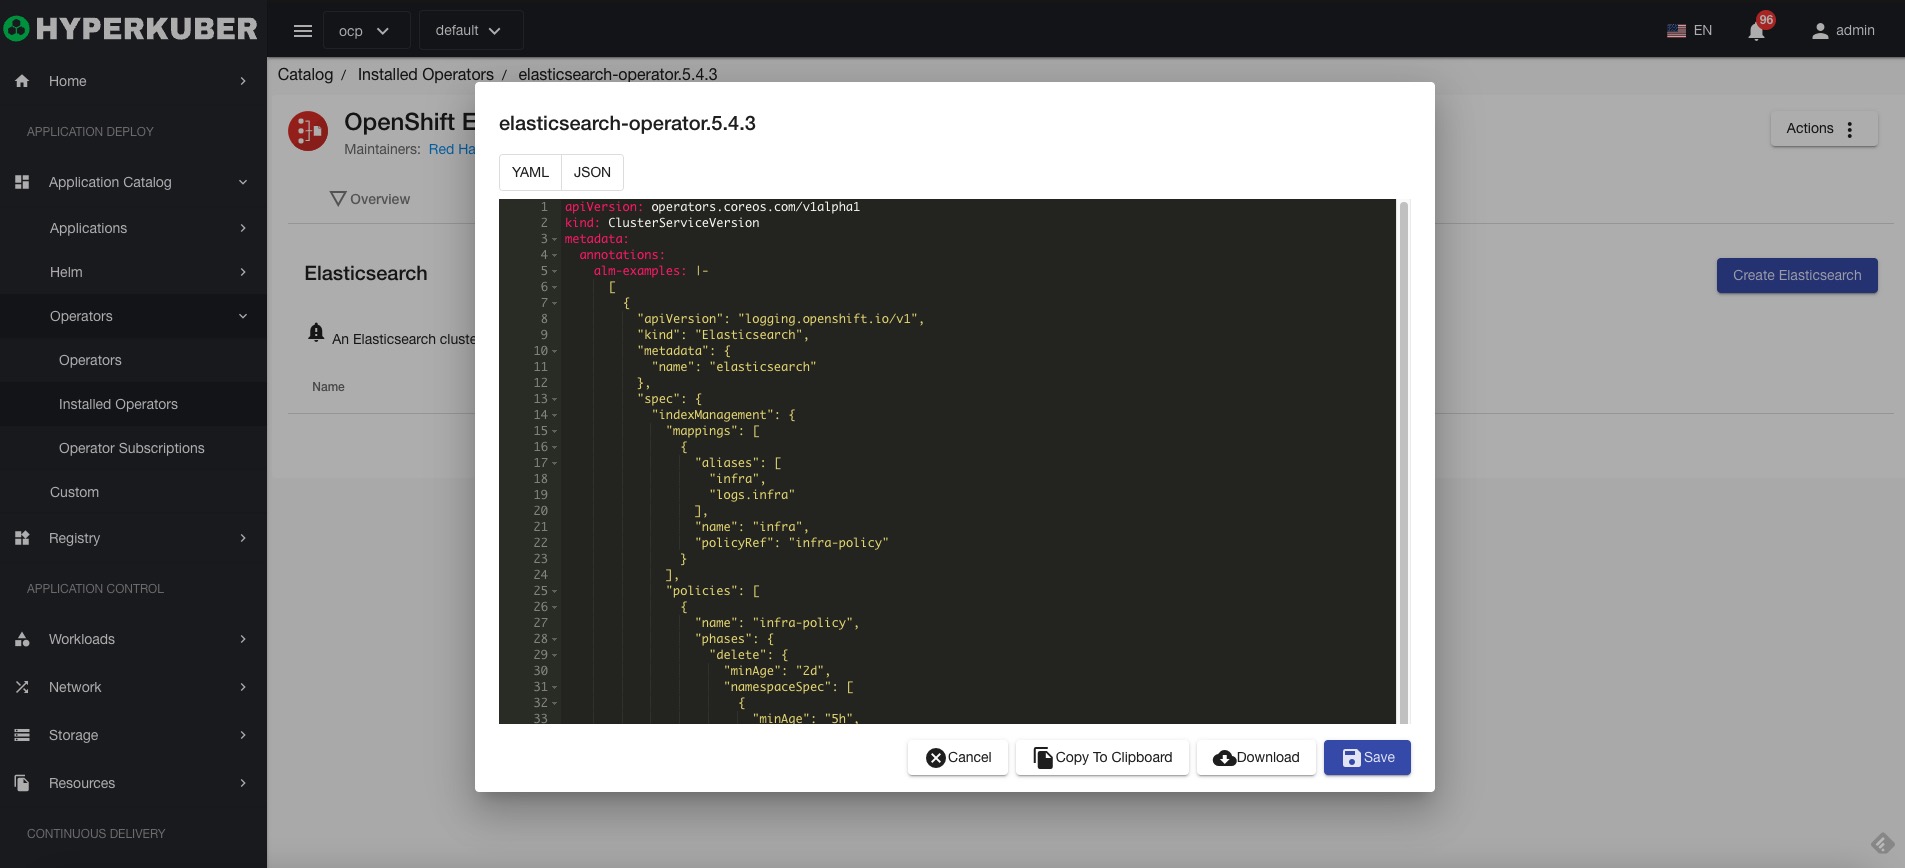 HYPERKUBER
ocp
default
EN
96
admin
Home
APPLICATION DEPLOY
Application Catalog
Applications
Helm
Operators
Operators
Installed Operators
Operator Subscriptions
Custom
Registry
APPLICATION CONTROL
Workloads
Network
Storage
Resources
CONTINUOUS DELIVERY
Catalog / Installed Operators / elasticsearch-operator.5.4.3
OpenShift E
Maintainers: Red Ha
Actions
Overview
Elasticsearch
Create Elasticsearch
An Elasticsearch cluste
Name
elasticsearch-operator.5.4.3
YAML JSON
1 apiVersion: operators.coreos.com/v1alpha1
2 kind: ClusterServiceVersion
3 metadata:
4 annotations:
5 alm-examples: |-
6 [
7 {
8 "apiVersion": "logging.openshift.io/v1",
9 "kind": "Elasticsearch",
10 "metadata": {
11 "name": "elasticsearch"
12 },
13 "spec": {
14 "indexManagement": {
15 "mappings": [
16 {
17 "aliases": [
18 "infra",
19 "logs.infra"
20 ],
21 "name": "infra",
22 "policyRef": "infra-policy"
23 }
24 ],
25 "policies": [
26 {
27 "name": "infra-policy",
28 "phases": {
29 "delete": {
30 "minAge": "2d",
31 "namespaceSpec": [
32 {
33 "minAge": "5h",
Cancel
Copy To Clipboard
Download
Save